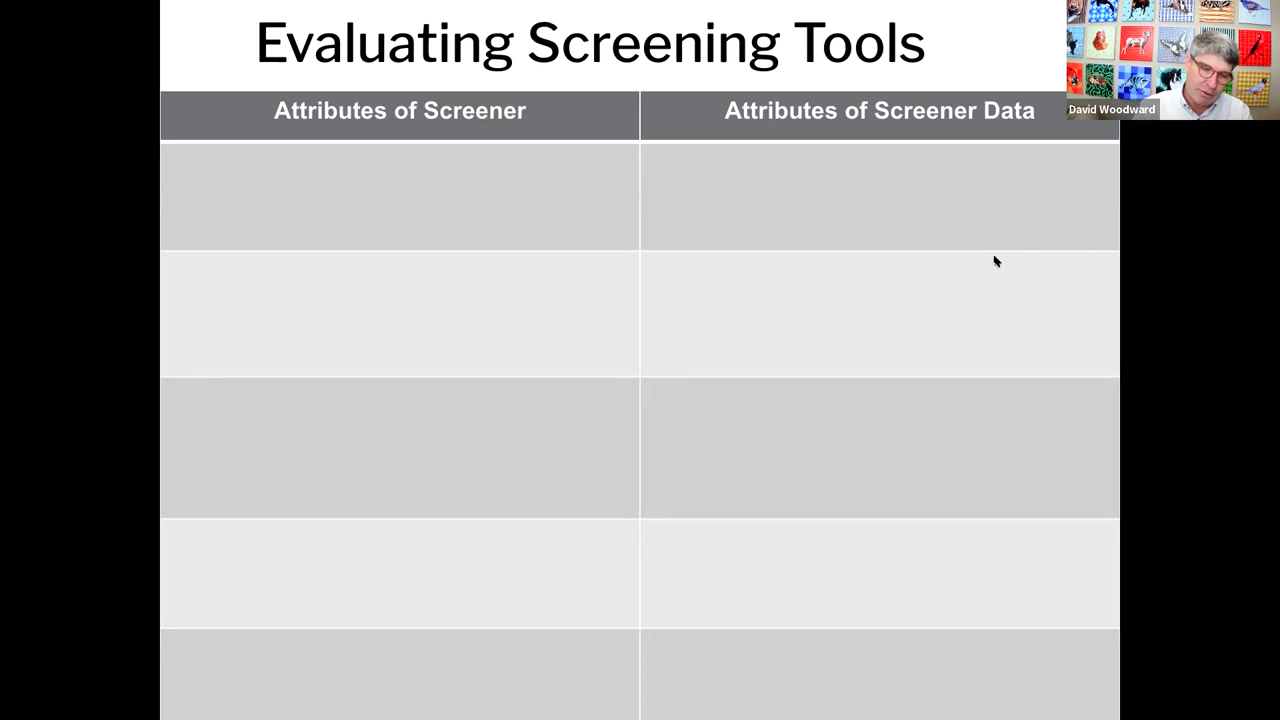 Evaluating Screening Tools
Attributes of Screener
Attributes of Screener Data
David Woodward